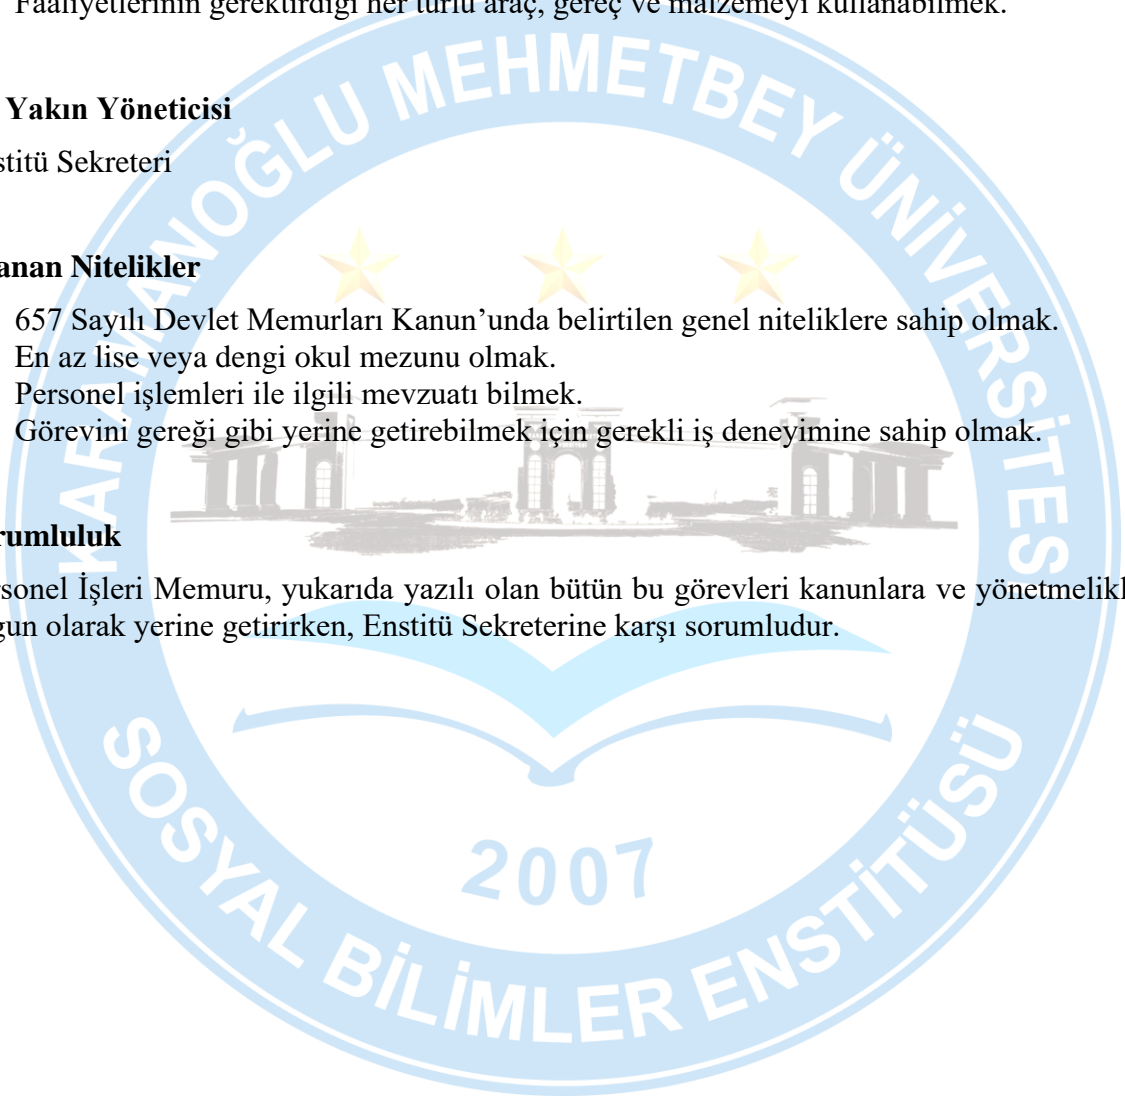 Faaliyetlerinin gerektirdiği her türlü araç, gereç ve malzemeyi kullanabilmek.
Yakın Yöneticisi
stitü Sekreteri
anan Nitelikler
657 Sayılı Devlet Memurları Kanun’unda belirtilen genel niteliklere sahip olmak.
En az lise veya dengi okul mezunu olmak.
Personel işlemleri ile ilgili mevzuatı bilmek.
Görevini gereği gibi yerine getirebilmek için gerekli iş deneyimine sahip olmak.
rumluluk
rsonel İşleri Memuru, yukarıda yazılı olan bütün bu görevleri kanunlara ve yönetmelikl
gun olarak yerine getirirken, Enstitü Sekreterine karşı sorumludur.
KARAMANOĞLU MEHMETBEY ÜNİVERSİTESİ
2007
SOSYAL BİLİMLER ENSTİTÜSÜ